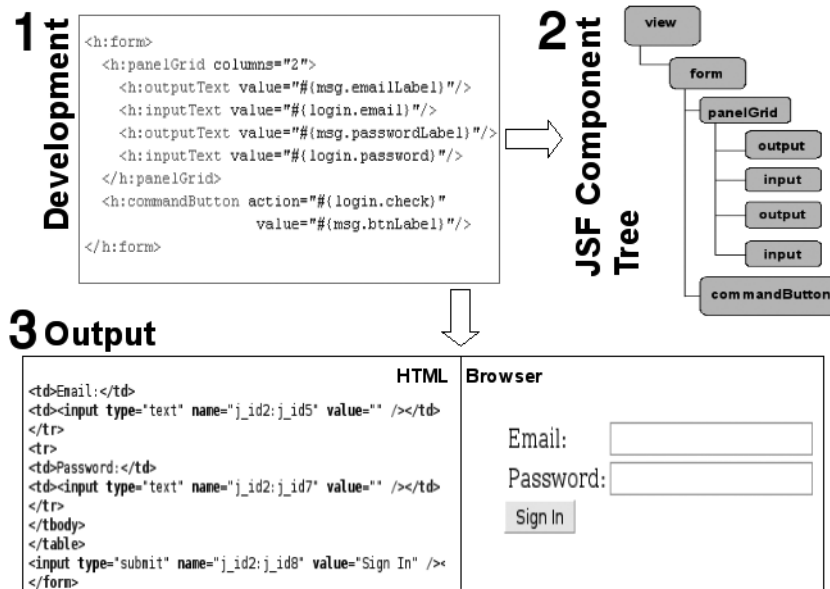 1 Development
<h:form>
<h:panelGrid columns="2">
<h:outputText value="#{msg.emailLabel}"/>
<h:inputText value="#{login.email}"/>
<h:outputText value="#{msg.passwordLabel}"/>
<h:inputText value="#{login.password}"/>
</h:panelGrid>
<h:commandButton action="#{login.check}"
value="#{msg.btnLabel}"/>
</h:form>
2 JSF Component
Tree
view
form
panelGrid
output
input
output
input
commandButton
3 Output
HTML
<td>Email:</td>
<td><input type="text" name="j_id2:j_id5" value="" /></td>
</tr>
<tr>
<td>Password:</td>
<td><input type="text" name="j_id2:j_id7" value="" /></td>
</tr>
</tbody>
</table>
<input type="submit" name="j_id2:j_id8" value="Sign In" /><
</form>
Browser
Email:
Password:
Sign In